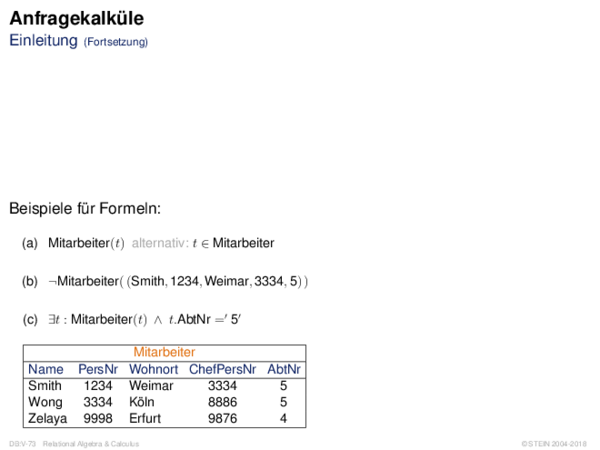 Anfragekalküle
Einleitung (Fortsetzung)
Beispiele für Formeln:
(a) Mitarbeiter(t) alternativ: t ∈ Mitarbeiter
(b) ¬Mitarbeiter( (Smith, 1234, Weimar, 3334, 5) )
(c) ∃t : Mitarbeiter(t) ∧ t.AbtNr =′ 5′
Mitarbeiter
Name PersNr Wohnort ChefPersNr AbtNr
Smith 1234 Weimar 3334 5
Wong 3334 Köln 8886 5
Zelaya 9998 Erfurt 9876 4
DB:V-73 Relational Algebra & Calculus ©STEIN 2004-2018